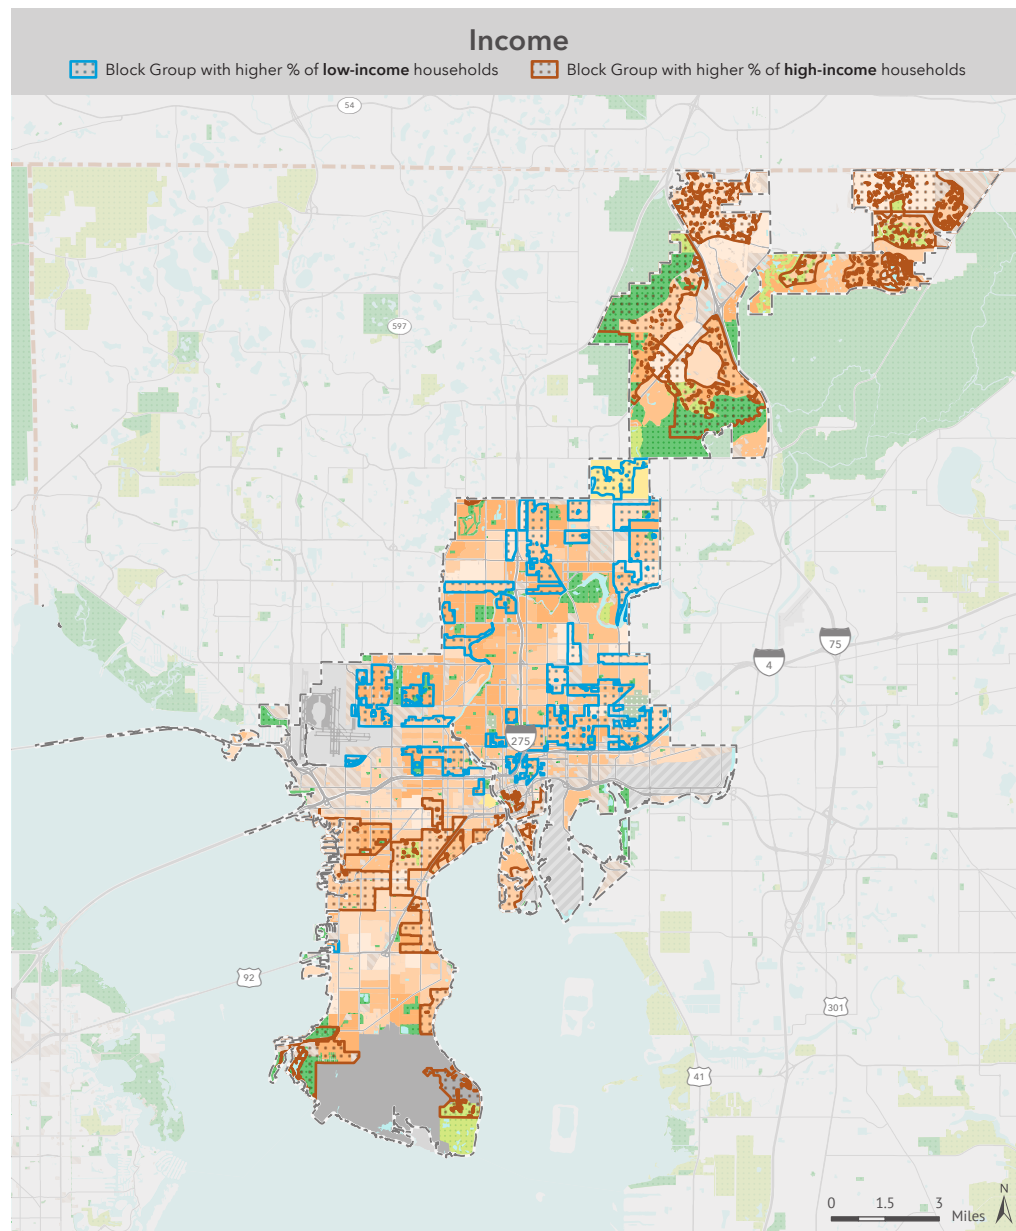 Income
Block Group with higher % of low-income households
Block Group with higher % of high-income households
54
597
75
4
275
92
301
41
N
0 1.5 3
Miles